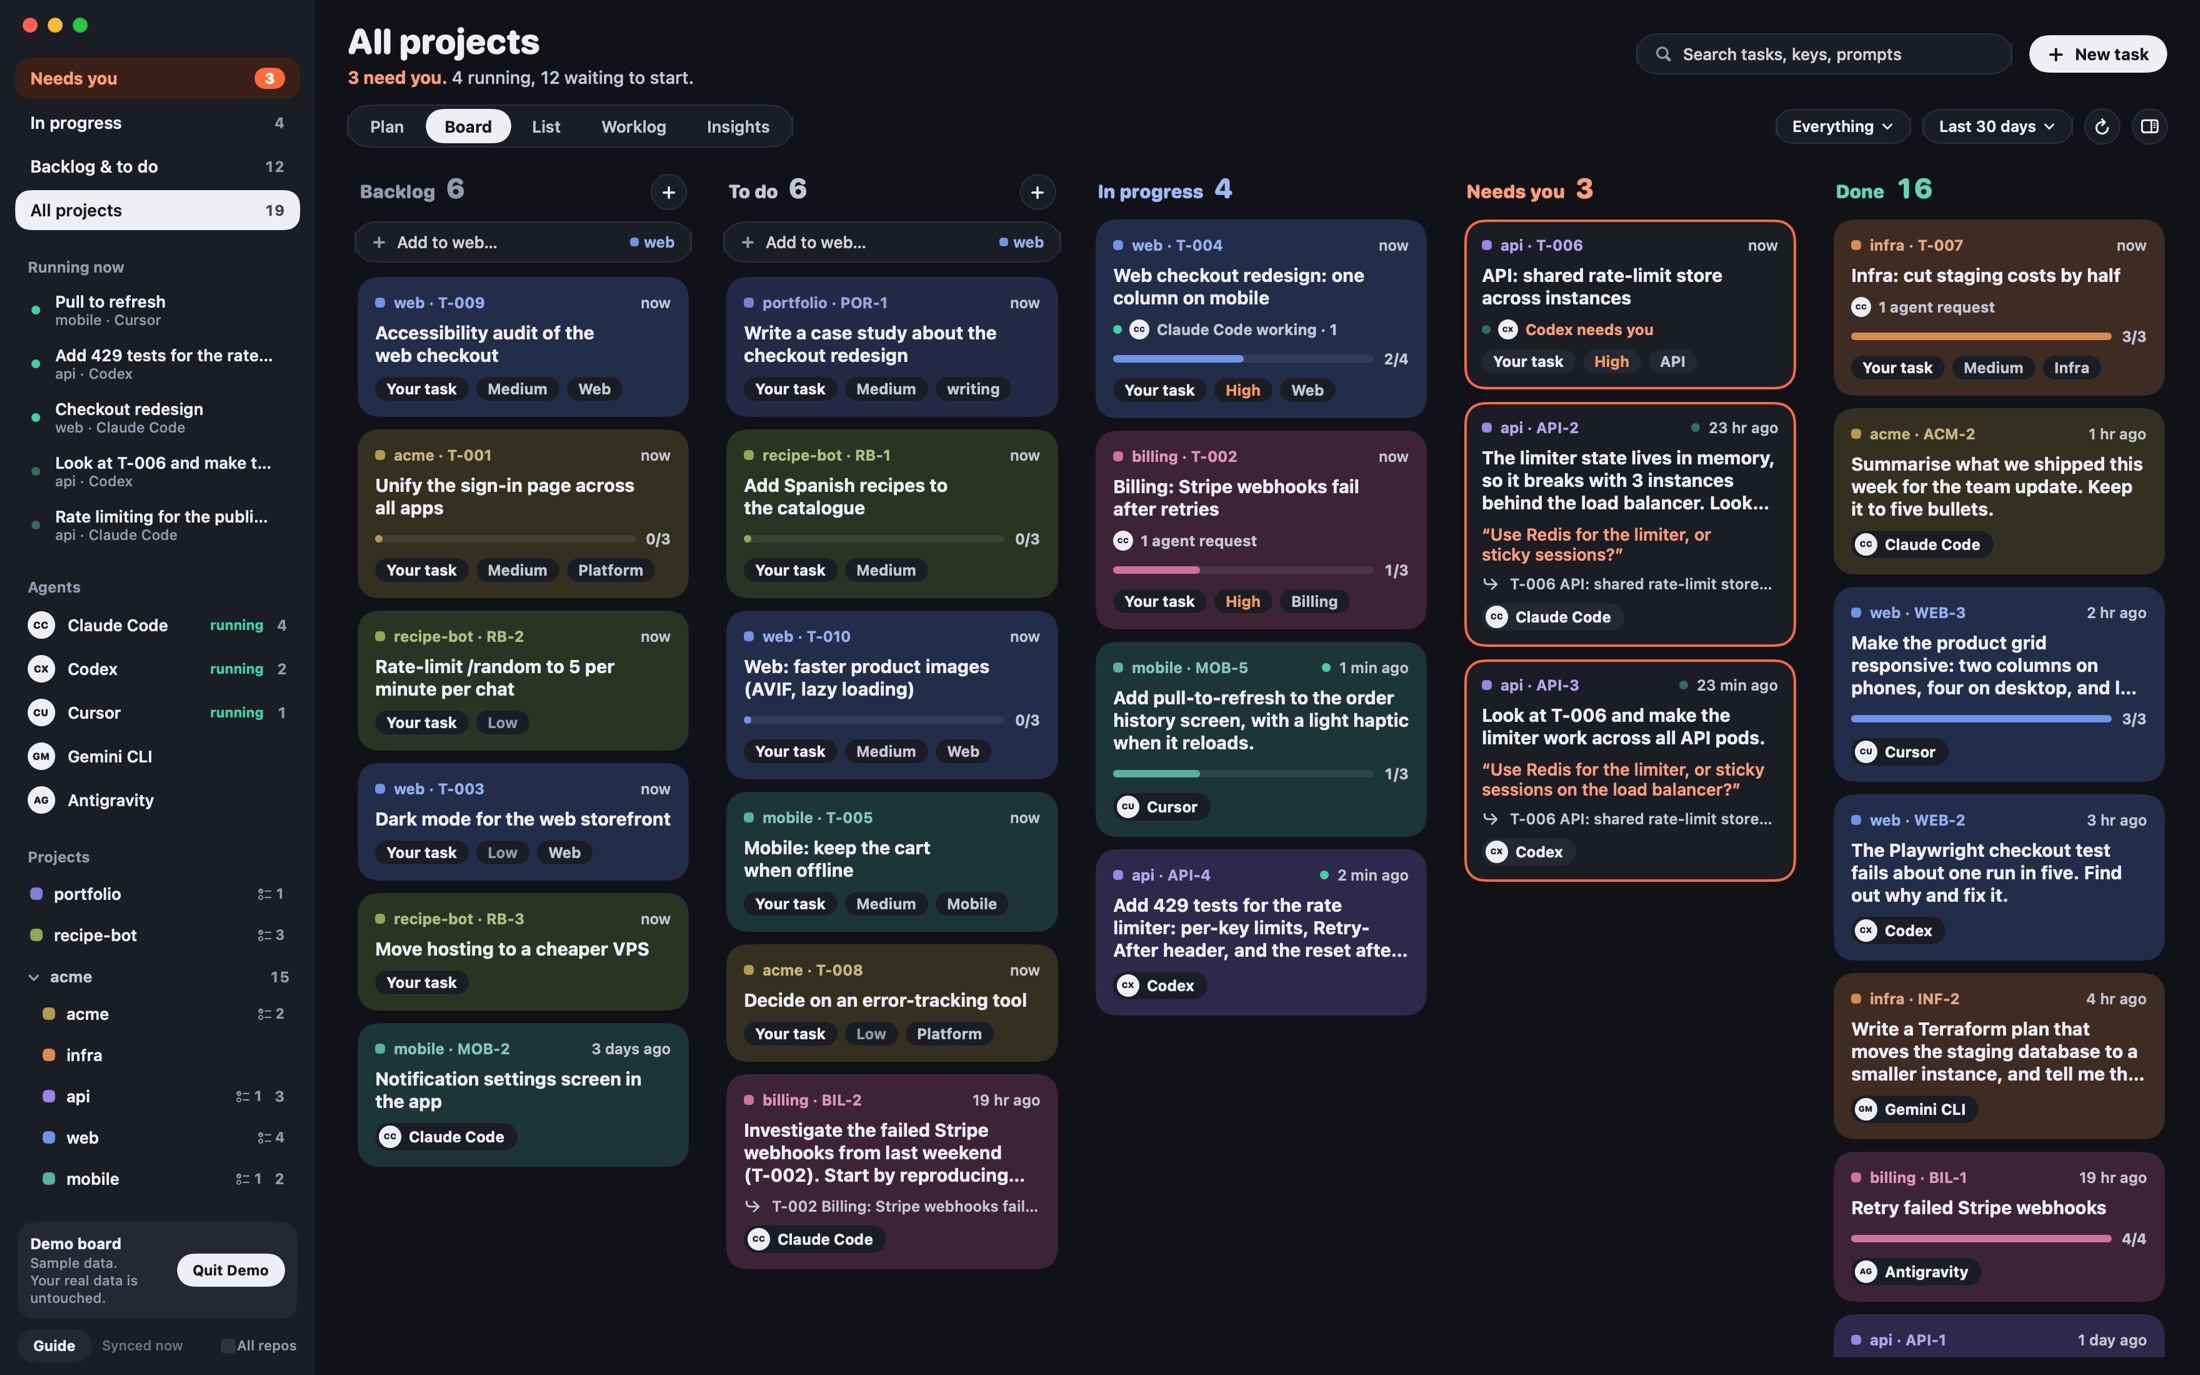 Needs you 3
In progress 4
Backlog & to do 12
All projects 19
Running now
Pull to refresh
mobile · Cursor
Add 429 tests for the rate...
api · Codex
Checkout redesign
web · Claude Code
Look at T-006 and make t...
api · Codex
Rate limiting for the publi...
api · Claude Code
Agents
CC Claude Code running 4
CX Codex running 2
CU Cursor running 1
GM Gemini CLI
AG Antigravity
Projects
portfolio 1
recipe-bot 3
acme 15
acme 2
infra
api 1 3
web 4
mobile 1 2
Demo board
Sample data.
Your real data is
untouched.
Quit Demo
Guide Synced now All repos
All projects
3 need you. 4 running, 12 waiting to start.
Search tasks, keys, prompts
+ New task
Plan Board List Worklog Insights
Everything Last 30 days
Backlog 6 +
+ Add to web... web
web · T-009 now
Accessibility audit of the
web checkout
Your task Medium Web
acme · T-001 now
Unify the sign-in page across
all apps
0/3
Your task Medium Platform
recipe-bot · RB-2 now
Rate-limit /random to 5 per
minute per chat
Your task Low
web · T-003 now
Dark mode for the web storefront
Your task Low Web
recipe-bot · RB-3 now
Move hosting to a cheaper VPS
Your task
mobile · MOB-2 3 days ago
Notification settings screen in
the app
CC Claude Code
To do 6 +
+ Add to web... web
portfolio · POR-1 now
Write a case study about the
checkout redesign
Your task Medium writing
recipe-bot · RB-1 now
Add Spanish recipes to
the catalogue
0/3
Your task Medium
web · T-010 now
Web: faster product images
(AVIF, lazy loading)
0/3
Your task Medium Web
mobile · T-005 now
Mobile: keep the cart
when offline
Your task Medium Mobile
acme · T-008 now
Decide on an error-tracking tool
Your task Low Platform
billing · BIL-2 19 hr ago
Investigate the failed Stripe
webhooks from last weekend
(T-002). Start by reproducing...
T-002 Billing: Stripe webhooks fail...
CC Claude Code
In progress 4
web · T-004 now
Web checkout redesign: one
column on mobile
CC Claude Code working · 1
2/4
Your task High Web
billing · T-002 now
Billing: Stripe webhooks fail
after retries
CC 1 agent request
1/3
Your task High Billing
mobile · MOB-5 1 min ago
Add pull-to-refresh to the order
history screen, with a light haptic
when it reloads.
1/3
CU Cursor
api · API-4 2 min ago
Add 429 tests for the rate
limiter: per-key limits, Retry-
After header, and the reset afte...
CX Codex
Needs you 3
api · T-006 now
API: shared rate-limit store
across instances
CX Codex needs you
Your task High API
api · API-2 23 hr ago
The limiter state lives in memory,
so it breaks with 3 instances
behind the load balancer. Look...
“Use Redis for the limiter, or
sticky sessions?”
T-006 API: shared rate-limit store...
CC Claude Code
api · API-3 23 min ago
Look at T-006 and make the
limiter work across all API pods.
“Use Redis for the limiter, or sticky
sessions on the load balancer?”
T-006 API: shared rate-limit store...
CX Codex
Done 16
infra · T-007 now
Infra: cut staging costs by half
CC 1 agent request
3/3
Your task Medium Infra
acme · ACM-2 1 hr ago
Summarise what we shipped this
week for the team update. Keep
it to five bullets.
CC Claude Code
web · WEB-3 2 hr ago
Make the product grid
responsive: two columns on
phones, four on desktop, and l...
3/3
CU Cursor
web · WEB-2 3 hr ago
The Playwright checkout test
fails about one run in five. Find
out why and fix it.
CX Codex
infra · INF-2 4 hr ago
Write a Terraform plan that
moves the staging database to a
smaller instance, and tell me th...
GM Gemini CLI
billing · BIL-1 19 hr ago
Retry failed Stripe webhooks
4/4
AG Antigravity
api · API-1 1 day ago